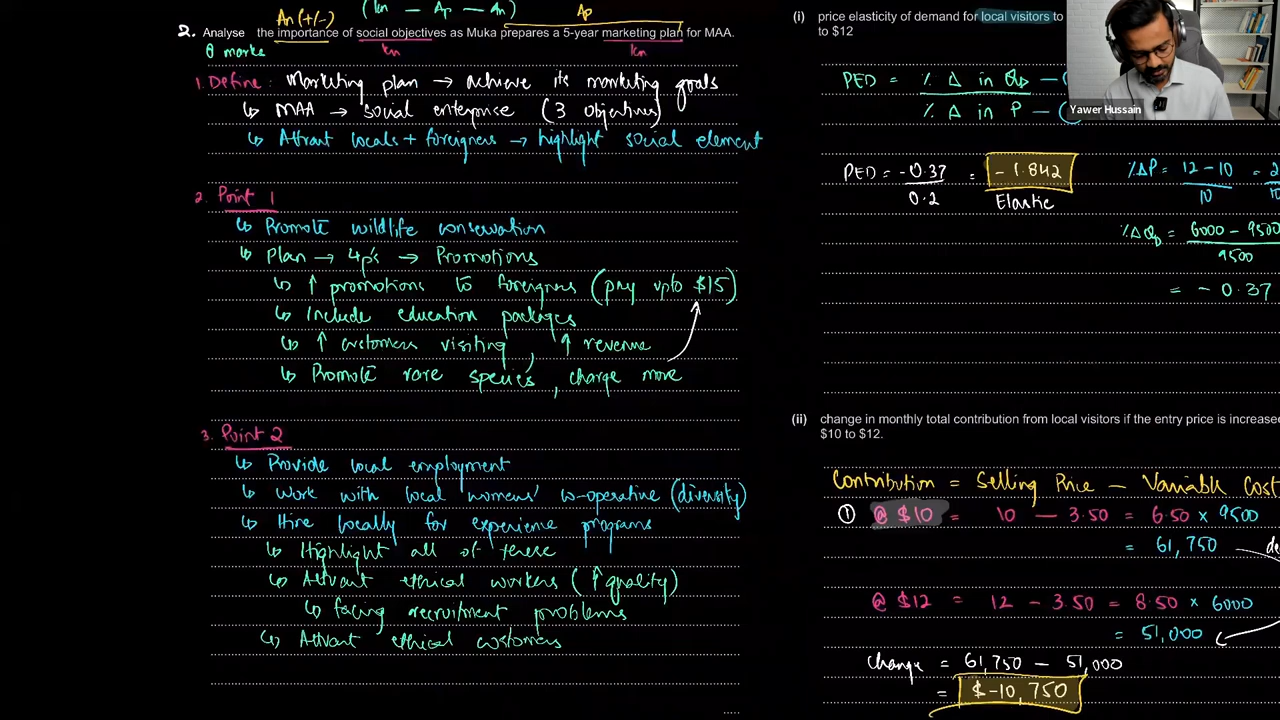 An (+/-)
(kn - Ap - An)
Ap
2. Analyse the importance of social objectives as Muka prepares a 5-year marketing plan for MAA.
8 marks
kn
kn
1. Define: Marketing plan → achieve its marketing goals
↳ MAA → social enterprise (3 objectives)
↳ Attract locals + foreigners → highlight social element
2. Point 1
↳ Promote wildlife conservation
↳ Plan → 4p's → Promotions
↳ ↑ promotions to foreigners (pay upto $15)
↳ Include education packages
↳ ↑ customers visiting, ↑ revenue
↳ Promote rare species, charge more
3. Point 2
↳ Provide local employment
↳ Work with local womens' co-operative (diversity)
↳ Hire locally for experience programs
↳ Highlight all of these
↳ Attract ethical workers (↑ quality)
↳ facing recruitment problems
↳ Attract ethical customers
(i) price elasticity of demand for local visitors to
to $12
PED = % Δ in Qd
% Δ in P
Yawer Hussain
PED = -0.37 = -1.842
0.2
Elastic
%ΔP = 12 - 10 =
10
%ΔQd = 6000 - 9500
9500
= - 0.37
(ii) change in monthly total contribution from local visitors if the entry price is increased
$10 to $12.
Contribution = Selling Price - Variable Cost
① @ $10 = 10 - 3.50 = 6.50 × 9500
= 61,750
@ $12 = 12 - 3.50 = 8.50 × 6000
= 51,000
change = 61,750 - 51,000
= $-10,750